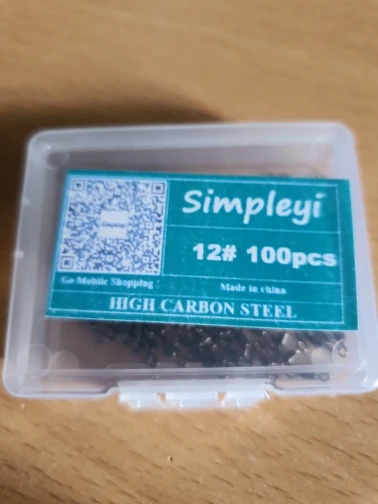 Simpleyi
12# 100pcs
Go Mobile Shopping
Made in china
HIGH CARBON STEEL